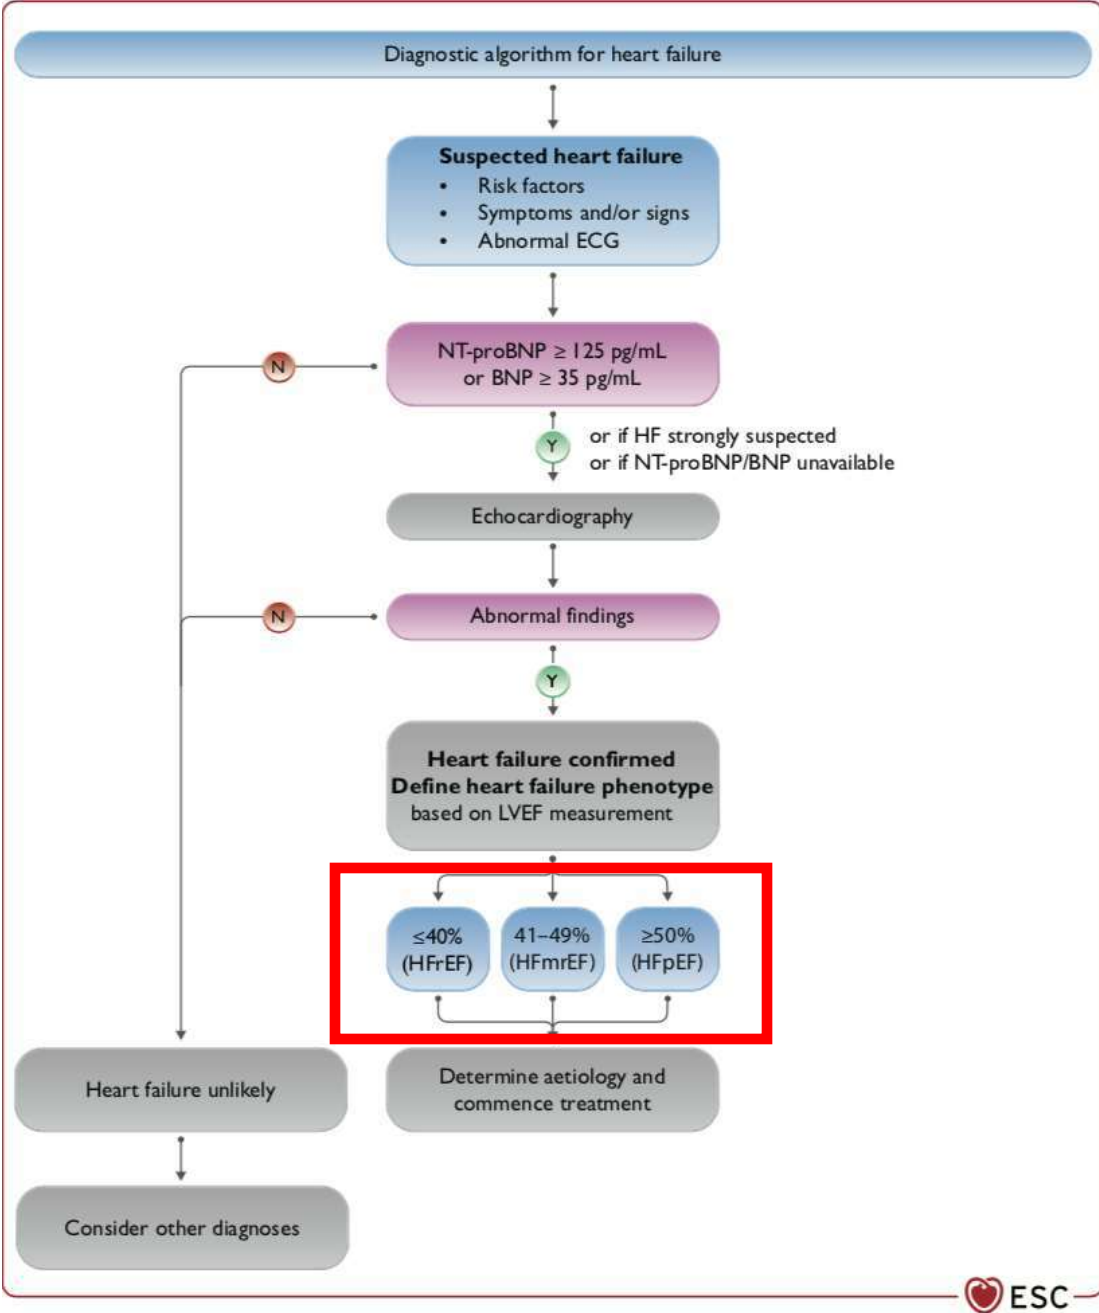 Diagnostic algorithm for heart failure
Suspected heart failure
• Risk factors
• Symptoms and/or signs
• Abnormal ECG
N
NT-proBNP ≥ 125 pg/mL
or BNP ≥ 35 pg/mL
Y
or if HF strongly suspected
or if NT-proBNP/BNP unavailable
Echocardiography
N
Abnormal findings
Y
Heart failure confirmed
Define heart failure phenotype
based on LVEF measurement
≤40%
(HFrEF)
41–49%
(HFmrEF)
≥50%
(HFpEF)
Heart failure unlikely
Determine aetiology and
commence treatment
Consider other diagnoses
ESC